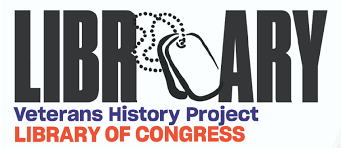 LIBRARY
Veterans History Project
LIBRARY OF CONGRESS